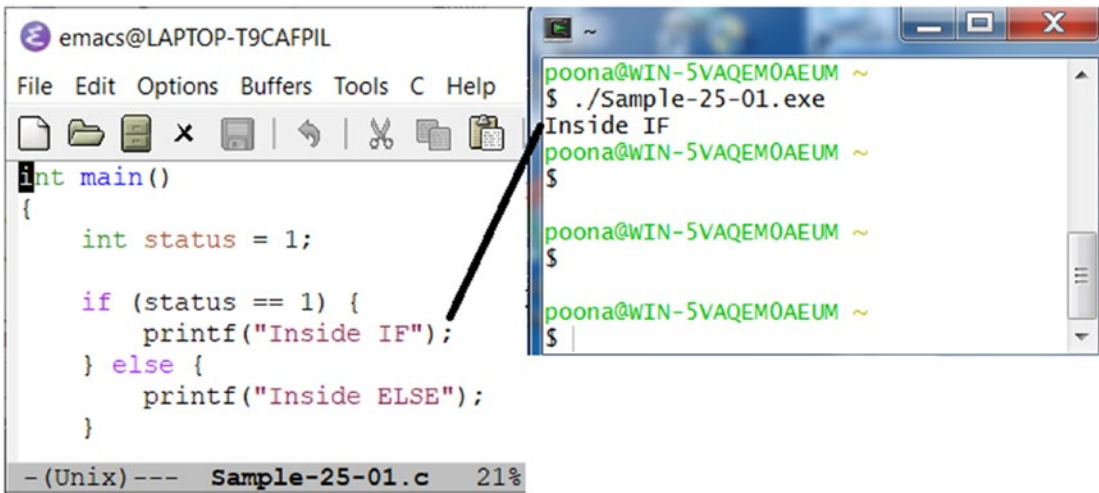 emacs@LAPTOP-T9CAFPIL
File Edit Options Buffers Tools C Help
int main()
{
    int status = 1;
    if (status == 1) {
        printf("Inside IF");
    } else {
        printf("Inside ELSE");
    }
-(Unix)--- Sample-25-01.c 21%
~
poona@WIN-5VAQEM0AEUM ~
$ ./Sample-25-01.exe
Inside IF
poona@WIN-5VAQEM0AEUM ~
$
poona@WIN-5VAQEM0AEUM ~
$
poona@WIN-5VAQEM0AEUM ~
$